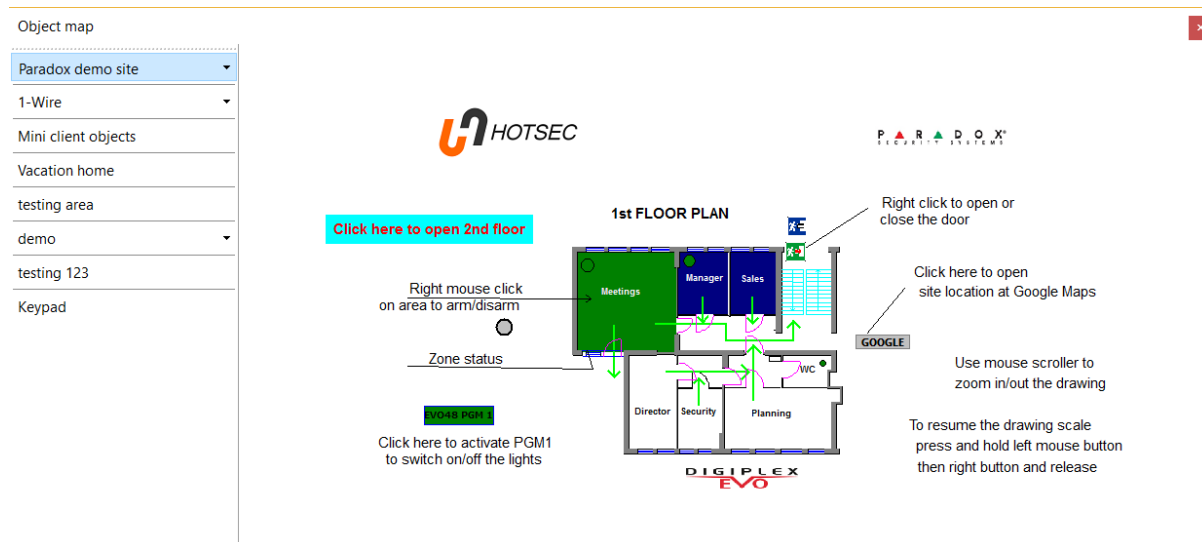 Object map
Paradox demo site
1-Wire
Mini client objects
Vacation home
testing area
demo
testing 123
Keypad
HOTSEC
PARADOX
SECURITY SYSTEMS
1st FLOOR PLAN
Click here to open 2nd floor
Right click to open or
close the door
Meetings
Manager
Sales
Right mouse click
on area to arm/disarm
Click here to open
site location at Google Maps
GOOGLE
Zone status
WC
Use mouse scroller to
zoom in/out the drawing
Director
Security
Planning
EVO48 PGM 1
Click here to activate PGM1
to switch on/off the lights
To resume the drawing scale
press and hold left mouse button
then right button and release
DIGIPLEX
EVO